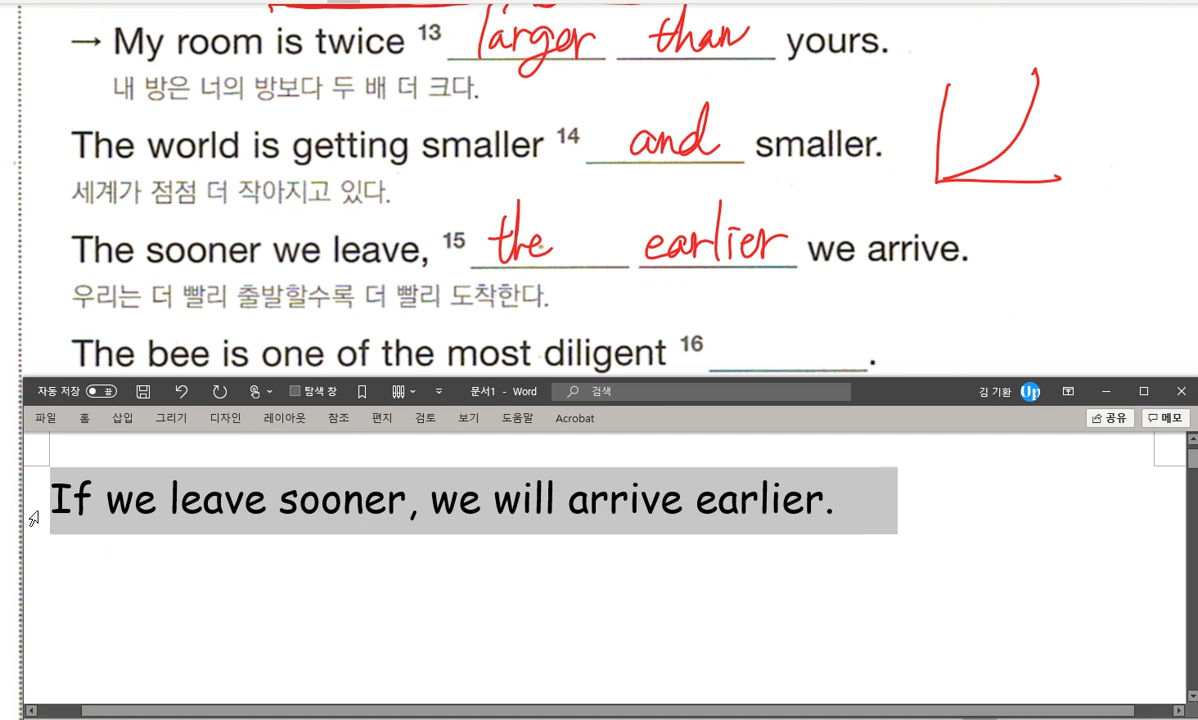 → My room is twice 13 larger than yours.
내 방은 너의 방보다 두 배 더 크다.
The world is getting smaller 14 and smaller.
세계가 점점 더 작아지고 있다.
The sooner we leave, 15 the earlier we arrive.
우리는 더 빨리 출발할수록 더 빨리 도착한다.
The bee is one of the most diligent 16 ________.
자동 저장 끔 탐색 창 문서1 - Word 검색 김 기환 Up
파일 홈 삽입 그리기 디자인 레이아웃 참조 편지 검토 보기 도움말 Acrobat 공유 메모
If we leave sooner, we will arrive earlier.